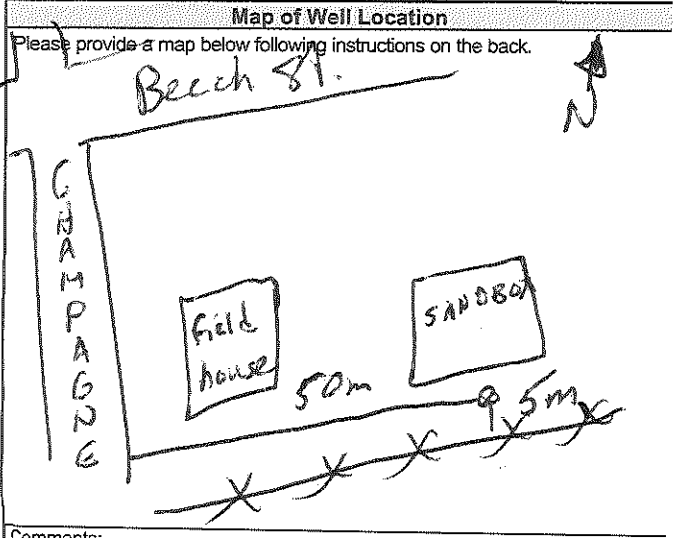 Map of Well Location
Please provide a map below following instructions on the back.
Beech St.
N
CHAMPAGNE
Field
house
SANDBOX
50m
5m
Comments: